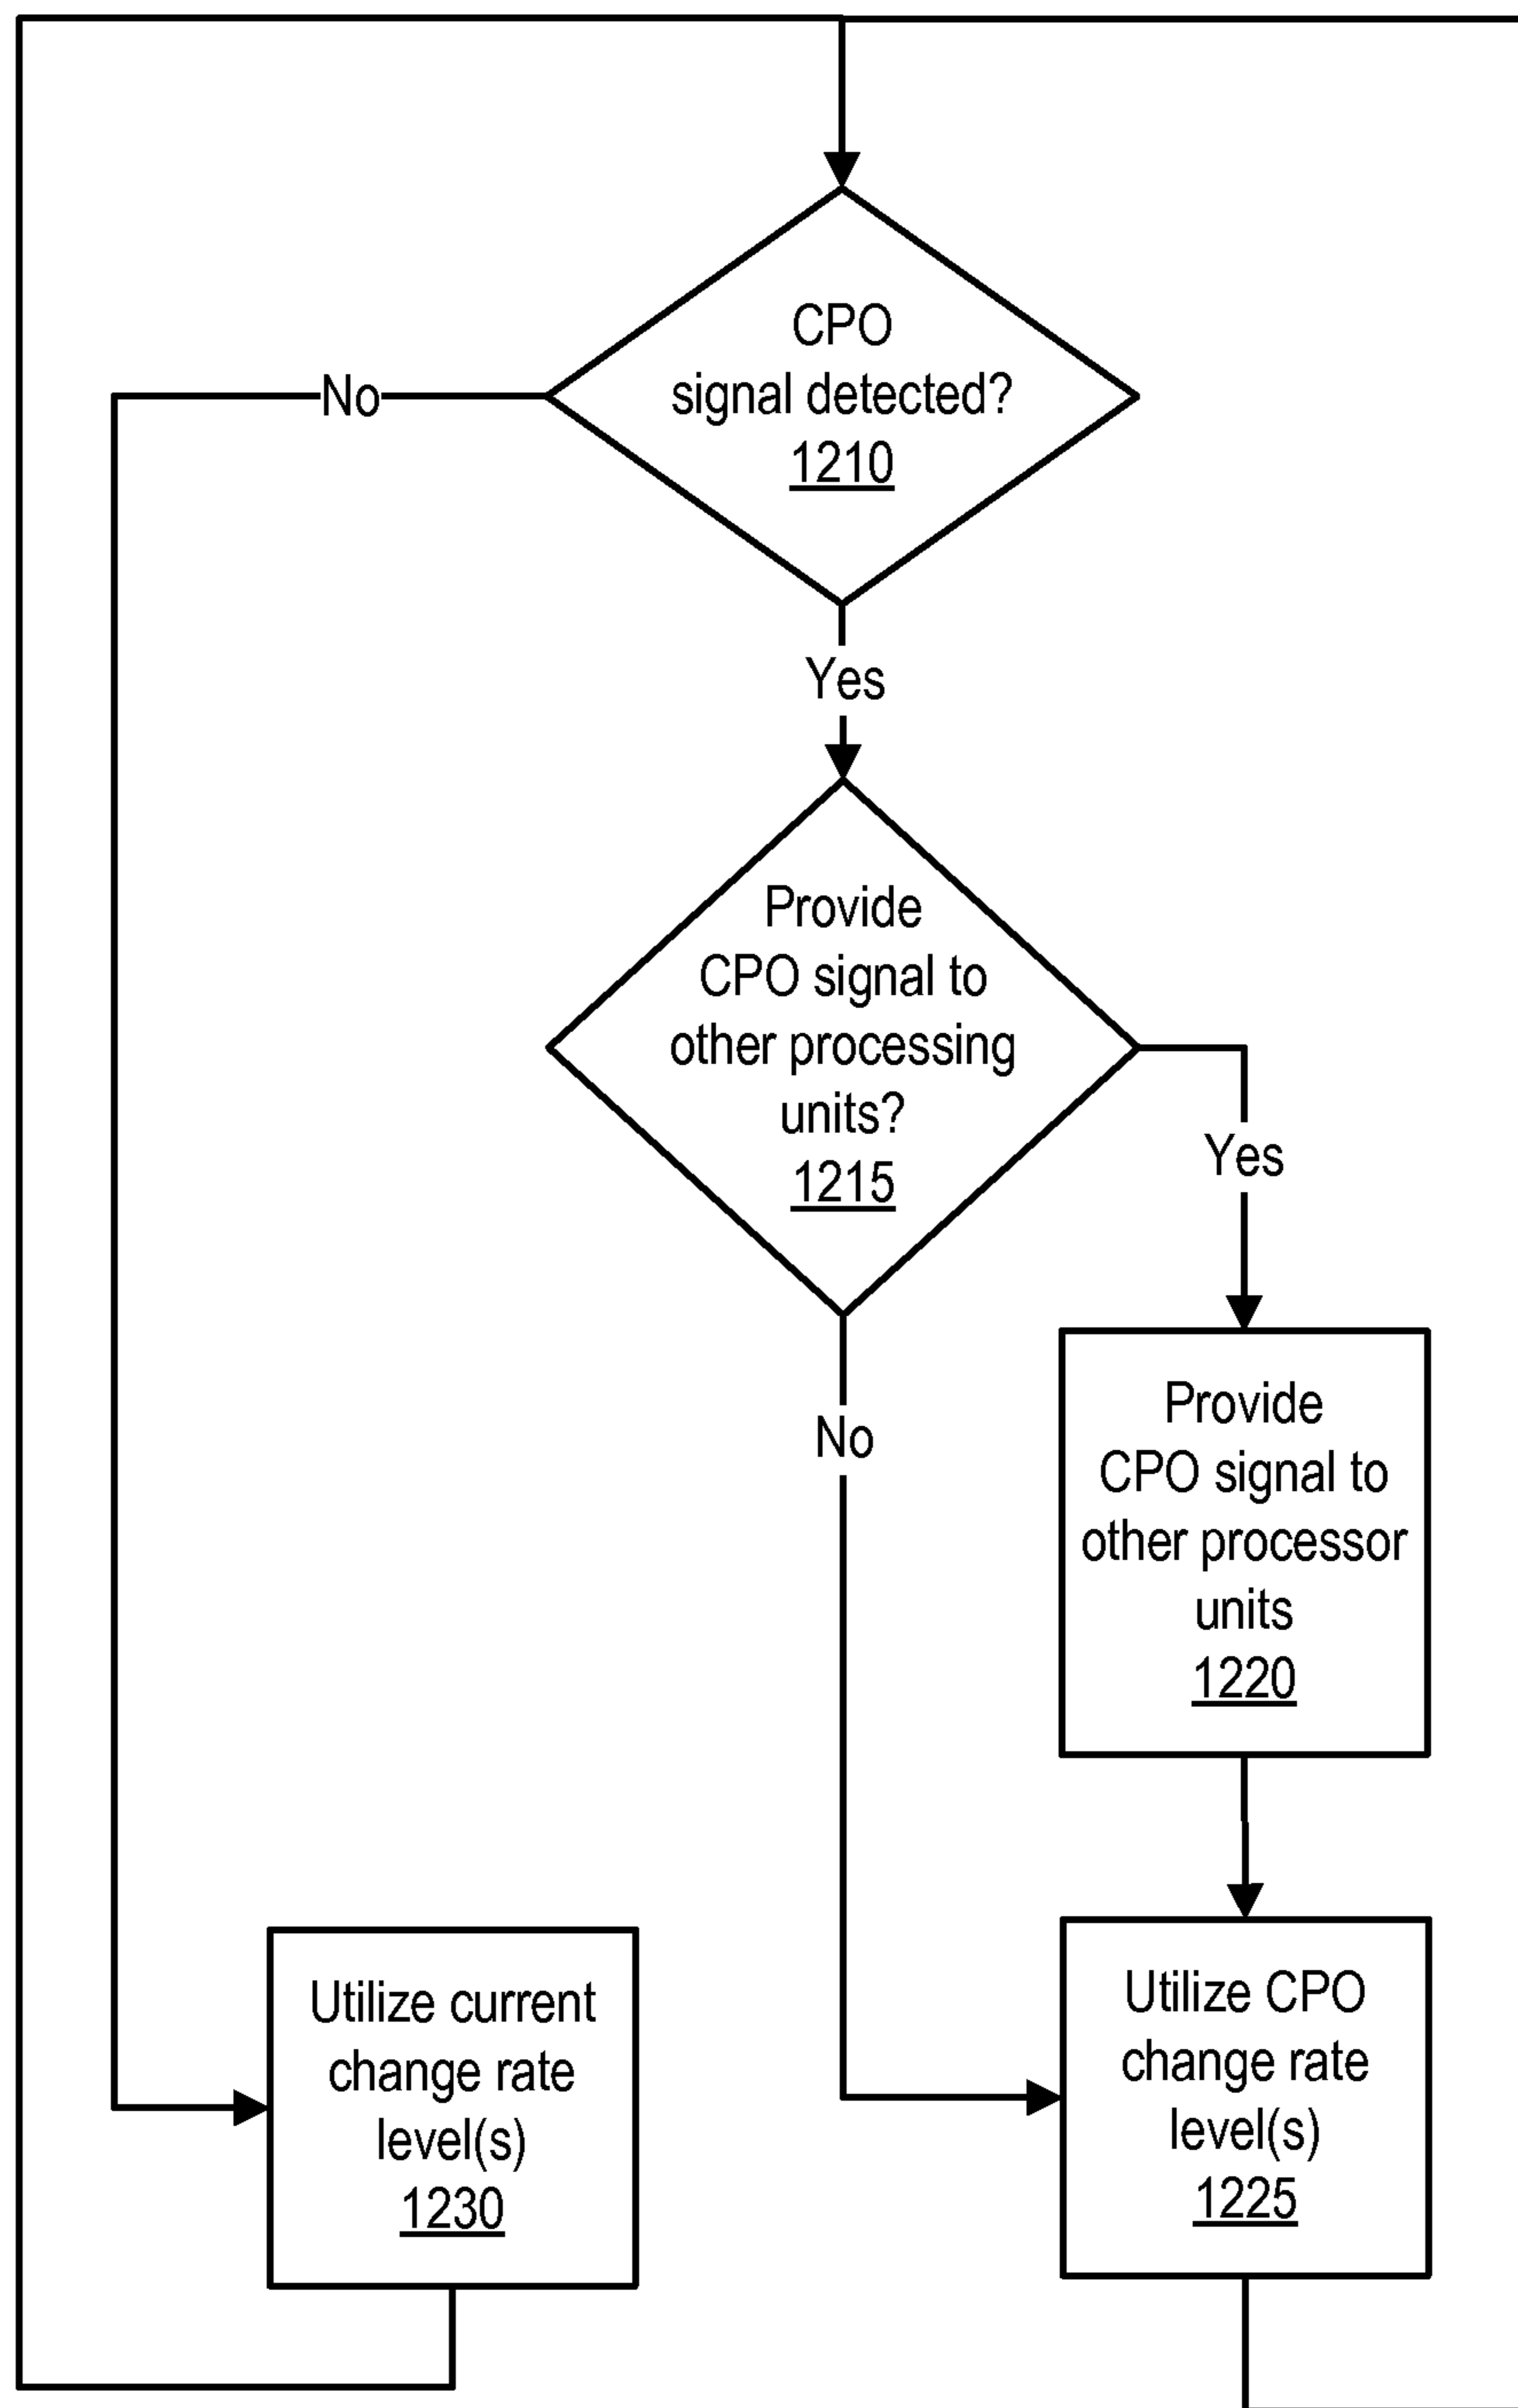 CPO
signal detected?
1210
No
Yes
Provide
CPO signal to
other processing
units?
1215
Yes
No
Provide
CPO signal to
other processor
units
1220
Utilize current
change rate
level(s)
1230
Utilize CPO
change rate
level(s)
1225